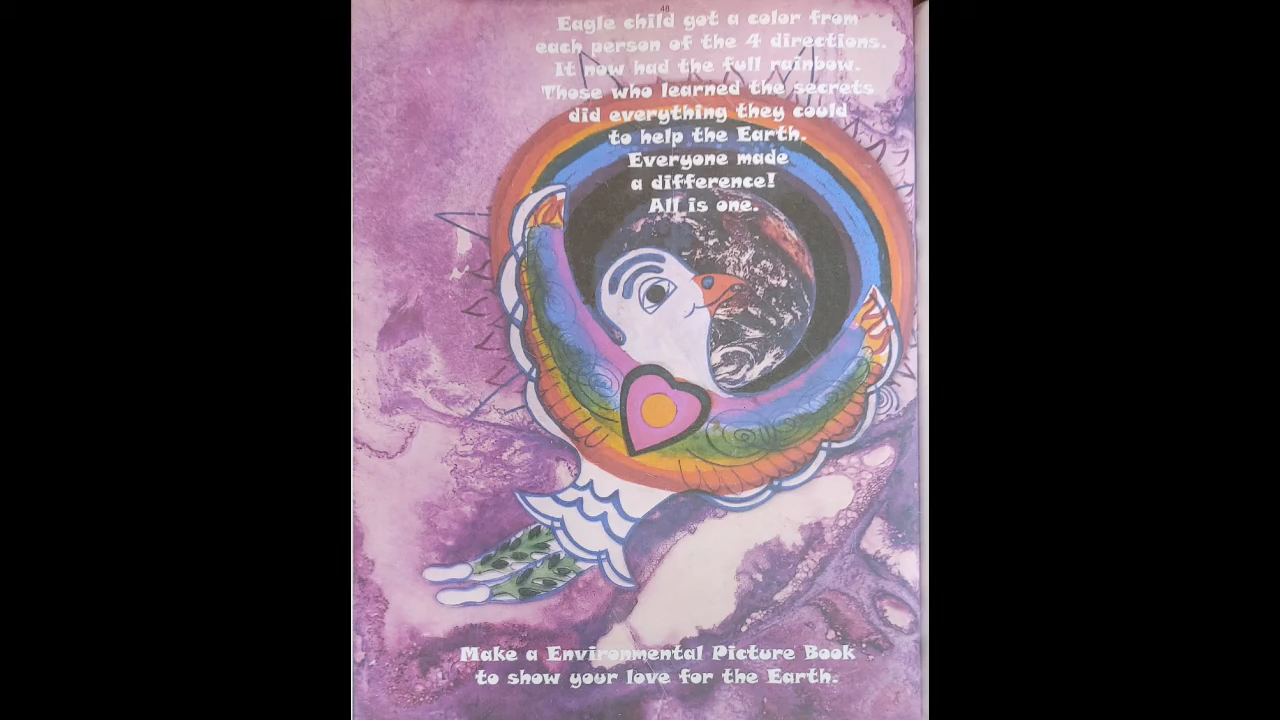 48
Eagle child got a color from
each person of the 4 directions.
It now had the full rainbow.
Those who learned the secrets
did everything they could
to help the Earth.
Everyone made
a difference!
All is one.
Make a Environmental Picture Book
to show your love for the Earth.